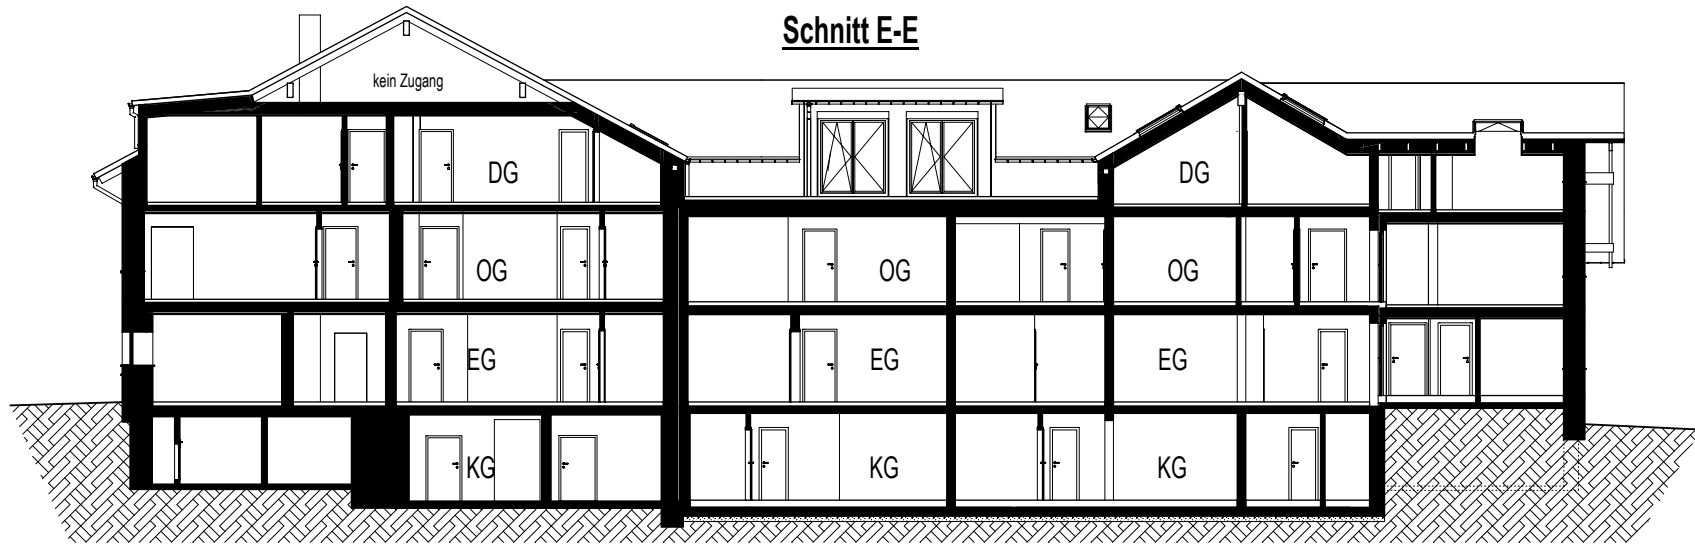 Schnitt E-E
kein Zugang
DG
DG
OG
OG
OG
EG
EG
EG
KG
KG
KG